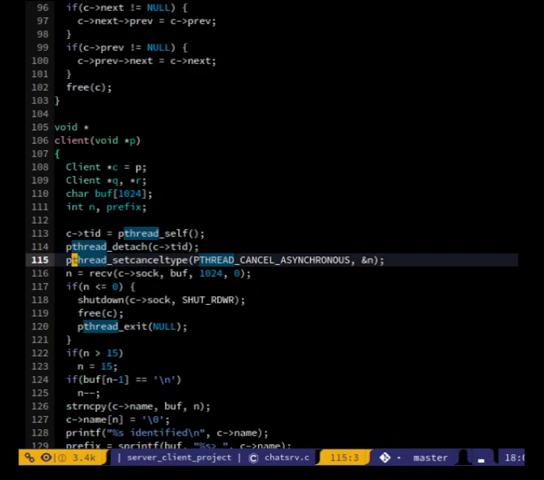 96 if(c->next != NULL) {
97 c->next->prev = c->prev;
98 }
99 if(c->prev != NULL) {
100 c->prev->next = c->next;
101 }
102 free(c);
103 }
104
105 void *
106 client(void *p)
107 {
108 Client *c = p;
109 Client *q, *r;
110 char buf[1024];
111 int n, prefix;
112
113 c->tid = pthread_self();
114 pthread_detach(c->tid);
115 pthread_setcanceltype(PTHREAD_CANCEL_ASYNCHRONOUS, &n);
116 n = recv(c->sock, buf, 1024, 0);
117 if(n <= 0) {
118 shutdown(c->sock, SHUT_RDWR);
119 free(c);
120 pthread_exit(NULL);
121 }
122 if(n > 15)
123 n = 15;
124 if(buf[n-1] == '\n')
125 n--;
126 strncpy(c->name, buf, n);
127 c->name[n] = '\0';
128 printf("%s identified\n", c->name);
129 prefix = snprintf(buf, "%s> ", c->name);
3.4k | server_client_project | chatsrv.c 115:3 master 18:0